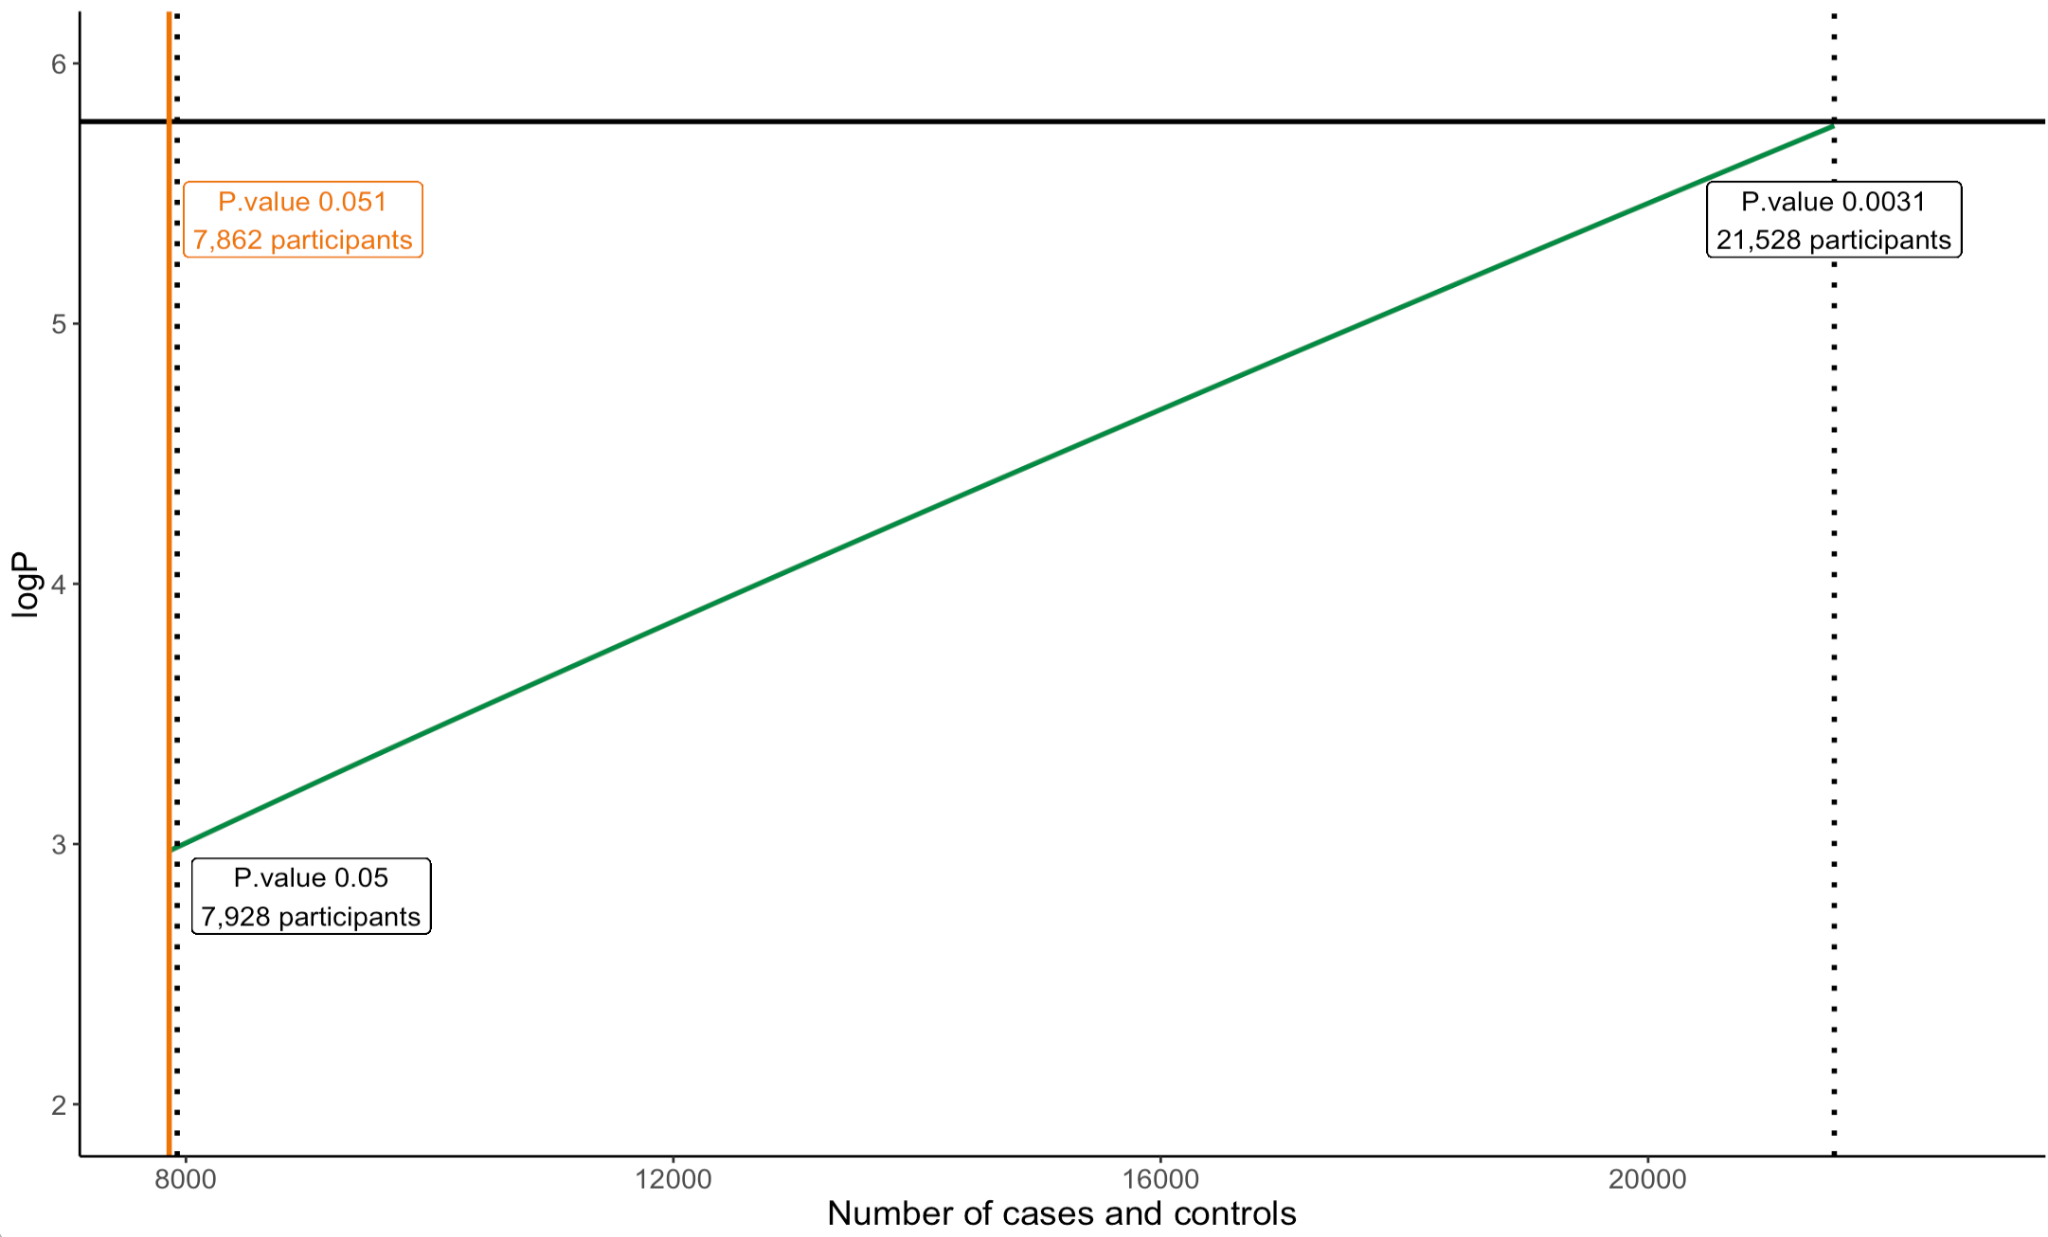 6
5
4
3
2
logP
P.value 0.051
7,862 participants
P.value 0.0031
21,528 participants
P.value 0.05
7,928 participants
8000
12000
16000
20000
Number of cases and controls